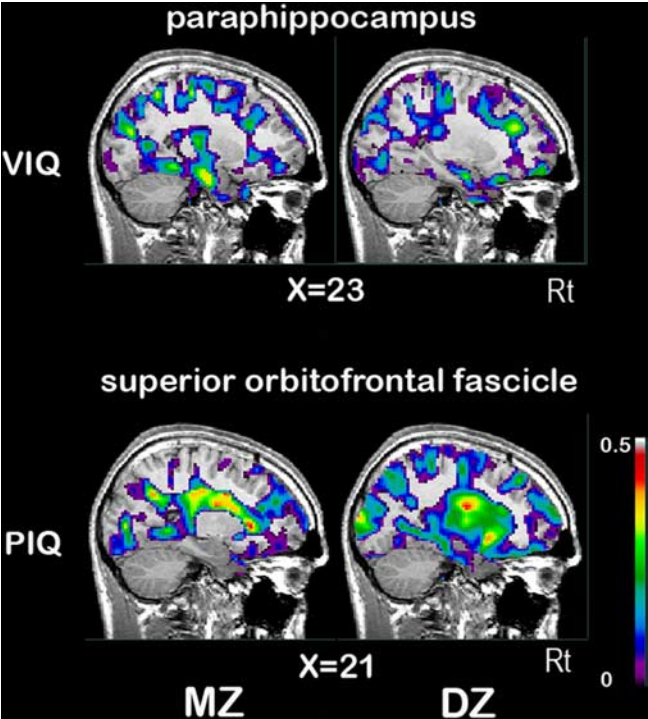 paraphippocampus
VIQ
X=23
Rt
superior orbitofrontal fascicle
0.5
PIQ
0
X=21
Rt
MZ
DZ